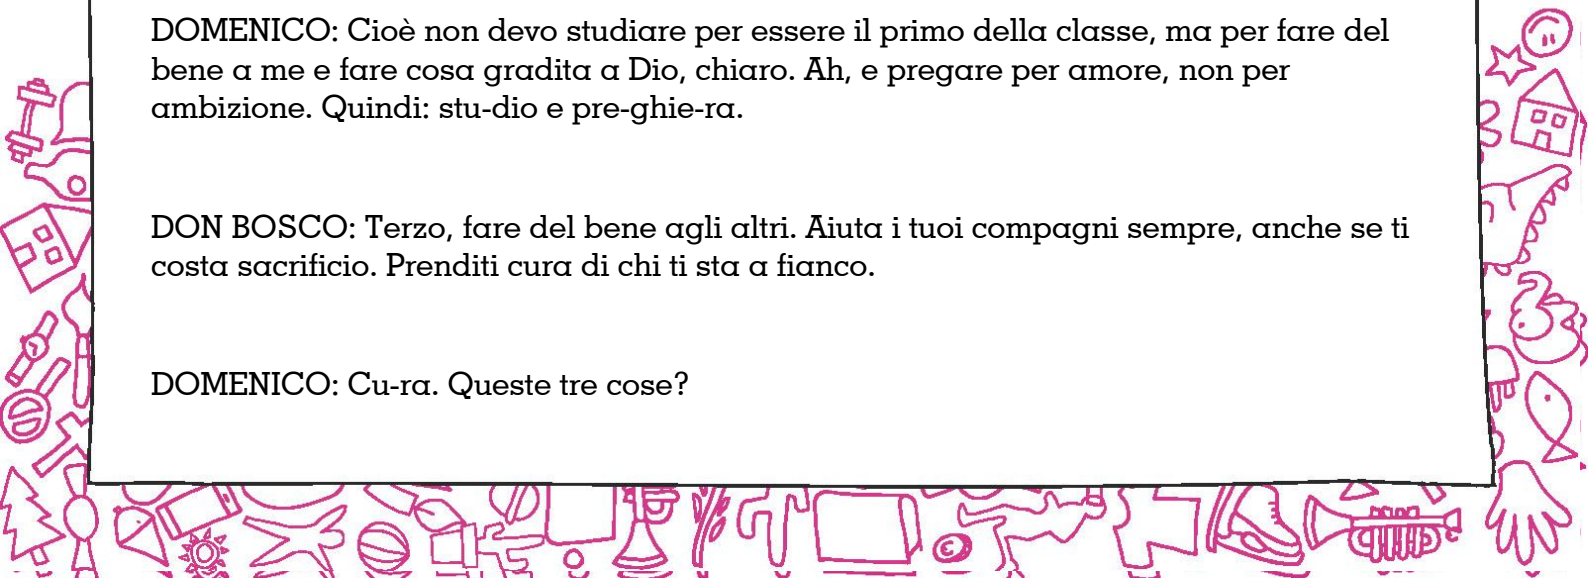 DOMENICO: Cioè non devo studiare per essere il primo della classe, ma per fare del
bene a me e fare cosa gradita a Dio, chiaro. Ah, e pregare per amore, non per
ambizione. Quindi: stu-dio e pre-ghie-ra.
DON BOSCO: Terzo, fare del bene agli altri. Aiuta i tuoi compagni sempre, anche se ti
costa sacrificio. Prenditi cura di chi ti sta a fianco.
DOMENICO: Cu-ra. Queste tre cose?